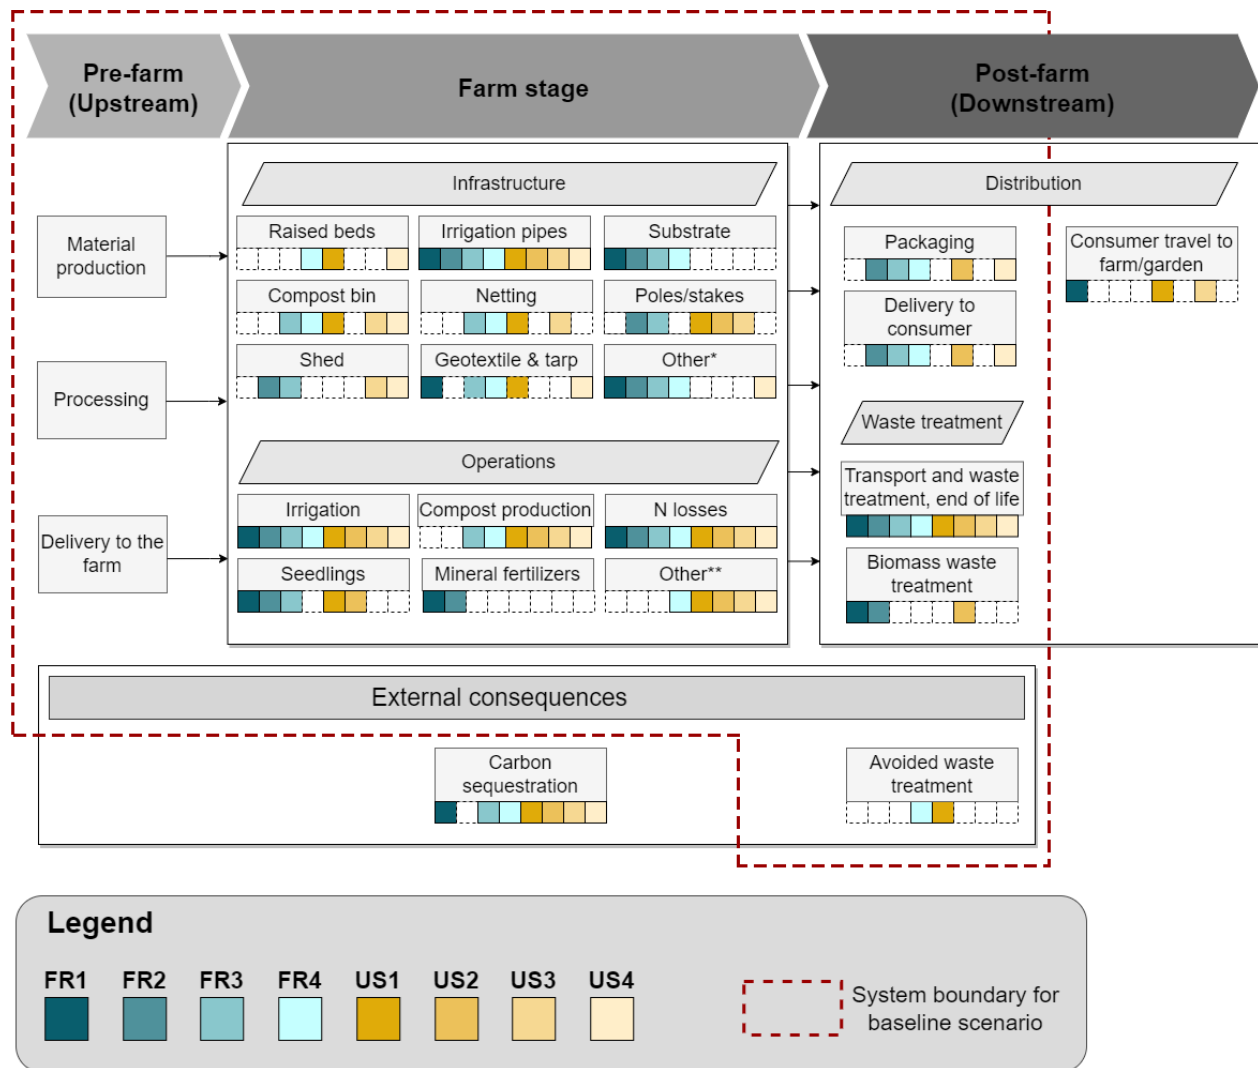 Pre-farm
(Upstream)
Farm stage
Post-farm
(Downstream)
Material
production
Processing
Delivery to the
farm
Infrastructure
Raised beds
Irrigation pipes
Substrate
Compost bin
Netting
Poles/stakes
Shed
Geotextile & tarp
Other*
Operations
Irrigation
Compost production
N losses
Seedlings
Mineral fertilizers
Other**
Distribution
Packaging
Consumer travel to
farm/garden
Delivery to
consumer
Waste treatment
Transport and waste
treatment, end of life
Biomass waste
treatment
External consequences
Carbon
sequestration
Avoided waste
treatment
Legend
FR1
FR2
FR3
FR4
US1
US2
US3
US4
System boundary for
baseline scenario